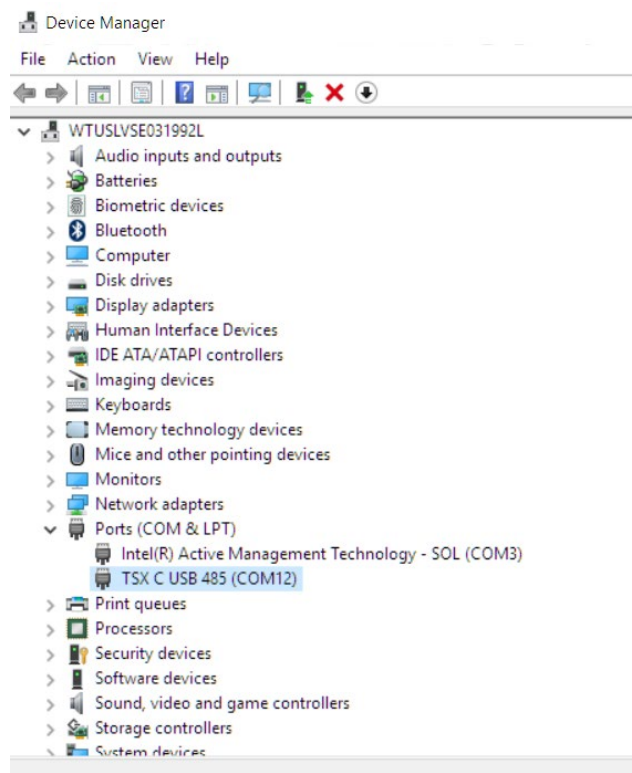 Device Manager
File Action View Help
WTUSLVSE031992L
Audio inputs and outputs
Batteries
Biometric devices
Bluetooth
Computer
Disk drives
Display adapters
Human Interface Devices
IDE ATA/ATAPI controllers
Imaging devices
Keyboards
Memory technology devices
Mice and other pointing devices
Monitors
Network adapters
Ports (COM & LPT)
Intel(R) Active Management Technology - SOL (COM3)
TSX C USB 485 (COM12)
Print queues
Processors
Security devices
Software devices
Sound, video and game controllers
Storage controllers
System devices